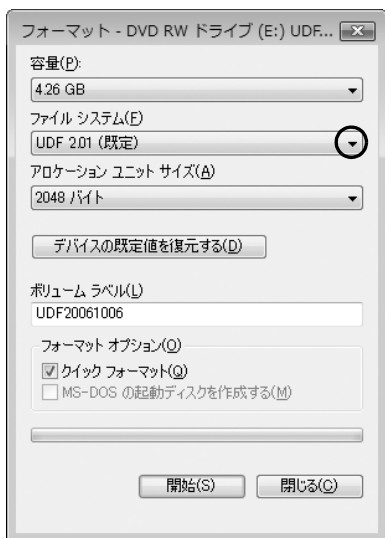 フォーマット - DVD RW ドライブ (E:) UDF...
容量(P):
4.26 GB
ファイル システム(F)
UDF 2.01 (既定)
アロケーション ユニット サイズ(A)
2048 バイト
デバイスの既定値を復元する(D)
ボリューム ラベル(L)
UDF20061006
フォーマット オプション(O)
クイック フォーマット(Q)
MS-DOS の起動ディスクを作成する(M)
開始(S)
閉じる(C)